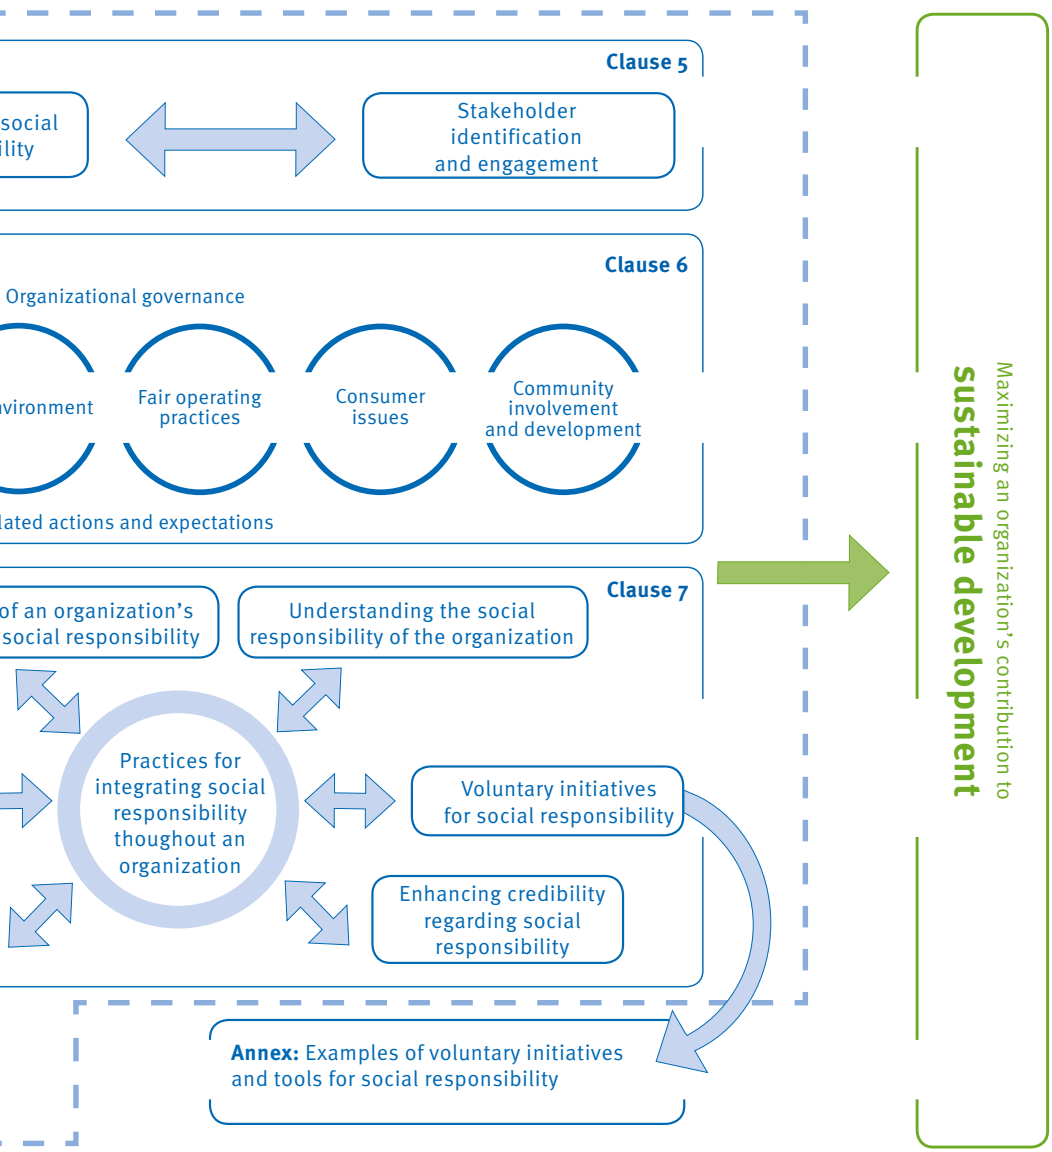 Clause 5
social
ility
Stakeholder
identification
and engagement
Clause 6
Organizational governance
vironment
Fair operating
practices
Consumer
issues
Community
involvement
and development
lated actions and expectations
Clause 7
of an organization’s
social responsibility
Understanding the social
responsibility of the organization
Practices for
integrating social
responsibility
thoughout an
organization
Voluntary initiatives
for social responsibility
Enhancing credibility
regarding social
responsibility
Annex: Examples of voluntary initiatives
and tools for social responsibility
Maximizing an organization’s contribution to
sustainable development